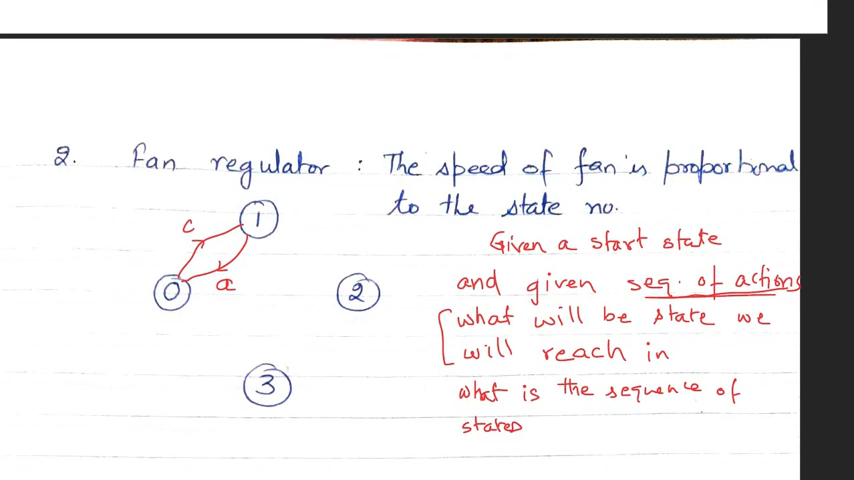 2. Fan regulator : The speed of fan is proportional
to the state no.
c
1
Given a start state
a
and given seq. of actions
0
2
what will be state we
will reach in
3
what is the sequence of
states